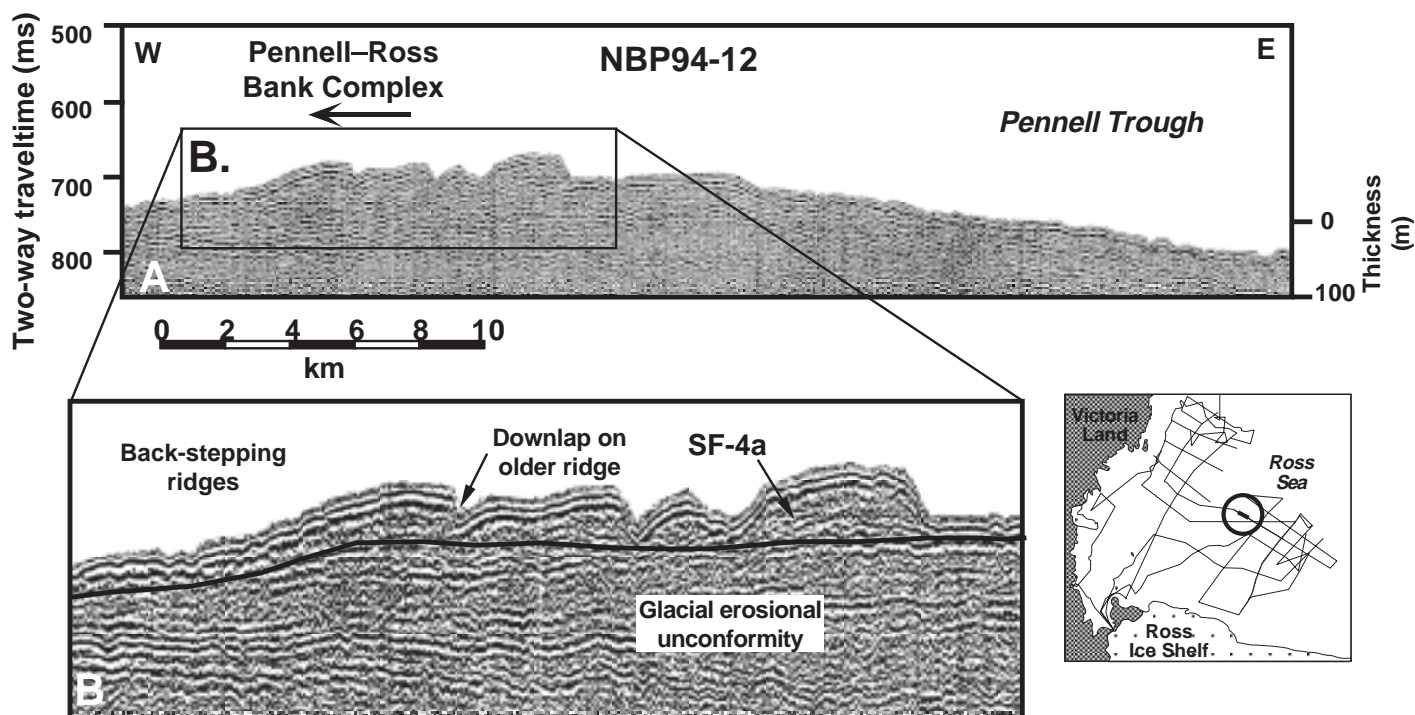 Two-way traveltime (ms)
500
600
700
800
W
Pennell–Ross
Bank Complex
NBP94-12
E
Pennell Trough
B.
A
0
100
Thickness
(m)
0 2 4 6 8 10
km
Back-stepping
ridges
Downlap on
older ridge
SF-4a
Glacial erosional
unconformity
B
Victoria
Land
Ross
Sea
Ross
Ice Shelf